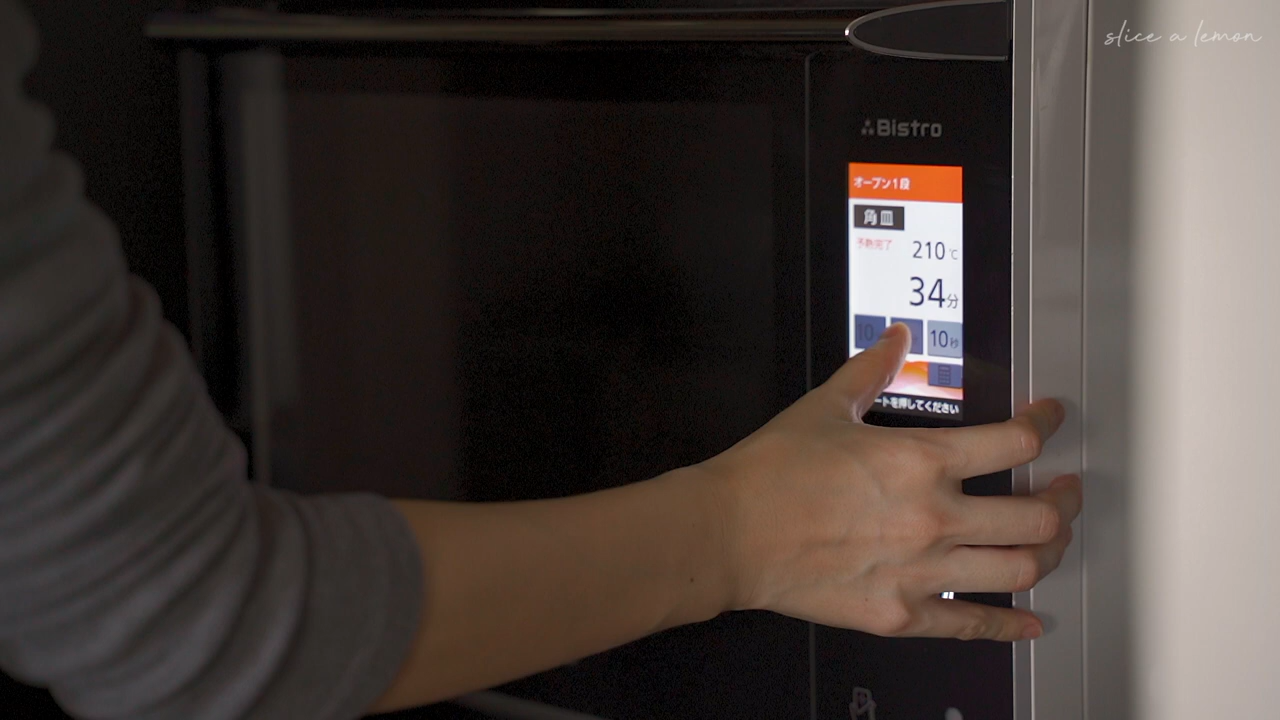 slice a lemon
Bistro
オーブン1段
角皿
予熱完了
210℃
34分
10
10秒
ートを押してください